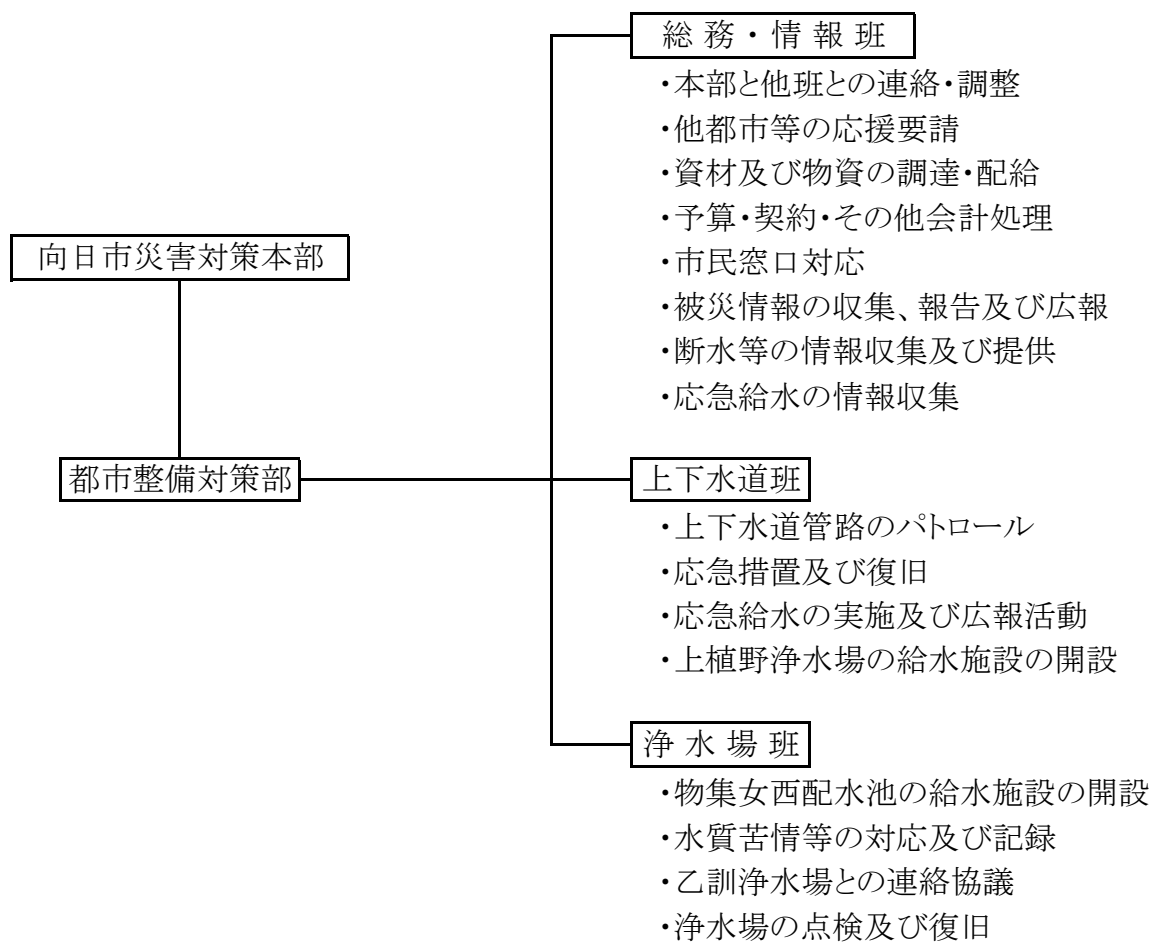 総務・情報班
・本部と他班との連絡・調整
・他都市等の応援要請
・資材及び物資の調達・配給
・予算・契約・その他会計処理
・市民窓口対応
・被災情報の収集、報告及び広報
・断水等の情報収集及び提供
・応急給水の情報収集
向日市災害対策本部
都市整備対策部
上下水道班
・上下水道管路のパトロール
・応急措置及び復旧
・応急給水の実施及び広報活動
・上植野浄水場の給水施設の開設
浄水場班
・物集女西配水池の給水施設の開設
・水質苦情等の対応及び記録
・乙訓浄水場との連絡協議
・浄水場の点検及び復旧